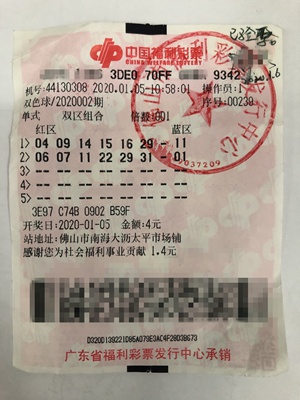 中国福利彩票
CHINA WELFARE LOTTERY
3DE0 70FF 9342
机号:44130308 2020-01-05-10:58:01 操作员:1
双色球/2020002期 序号:00238
单式 双区组合 倍数:001
红区 蓝区
1> 04 09 14 15 16 29 - 11
2> 06 07 11 22 29 31 - 01
3>
4>
5>
3E97 C74B 0902 B59F
开奖日:2020-01-05 金额:4元
站地址:佛山市南海大沥太平市场铺
感谢您为社会福利事业贡献 1.4元
广东省福利彩票发行中心承销